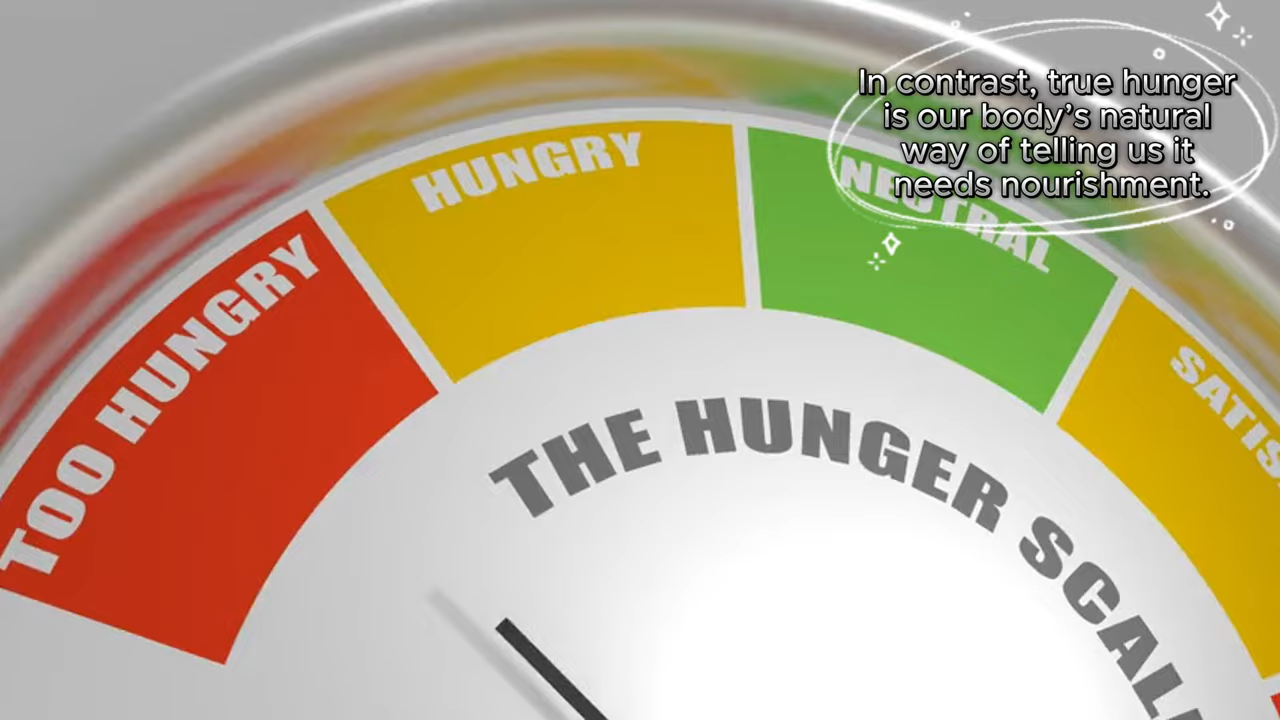 In contrast, true hunger
is our body's natural
way of telling us it
needs nourishment.
TOO HUNGRY
HUNGRY
NEUTRAL
THE HUNGER